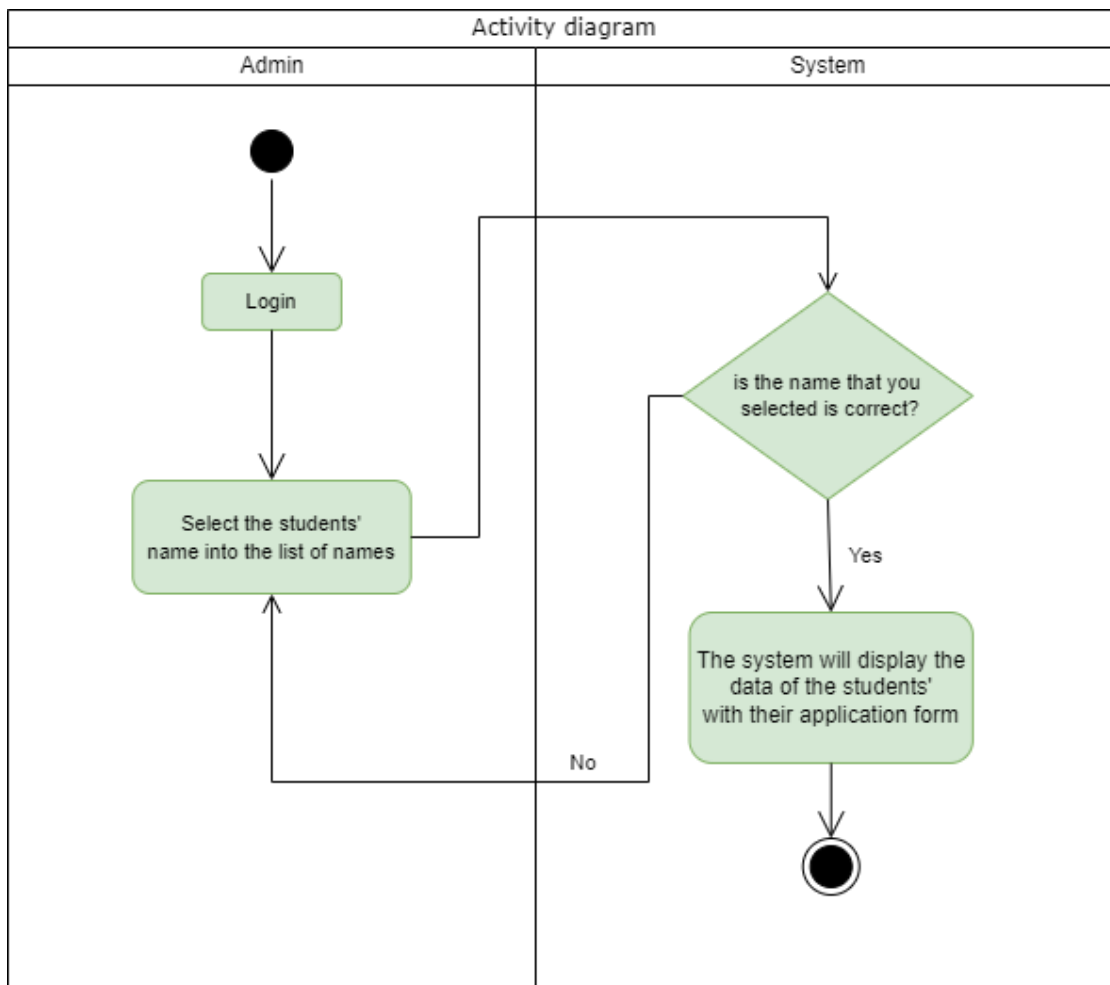 Activity diagram
Admin
System
Login
is the name that you
selected is correct?
Select the students'
name into the list of names
Yes
The system will display the
data of the students'
with their application form
No